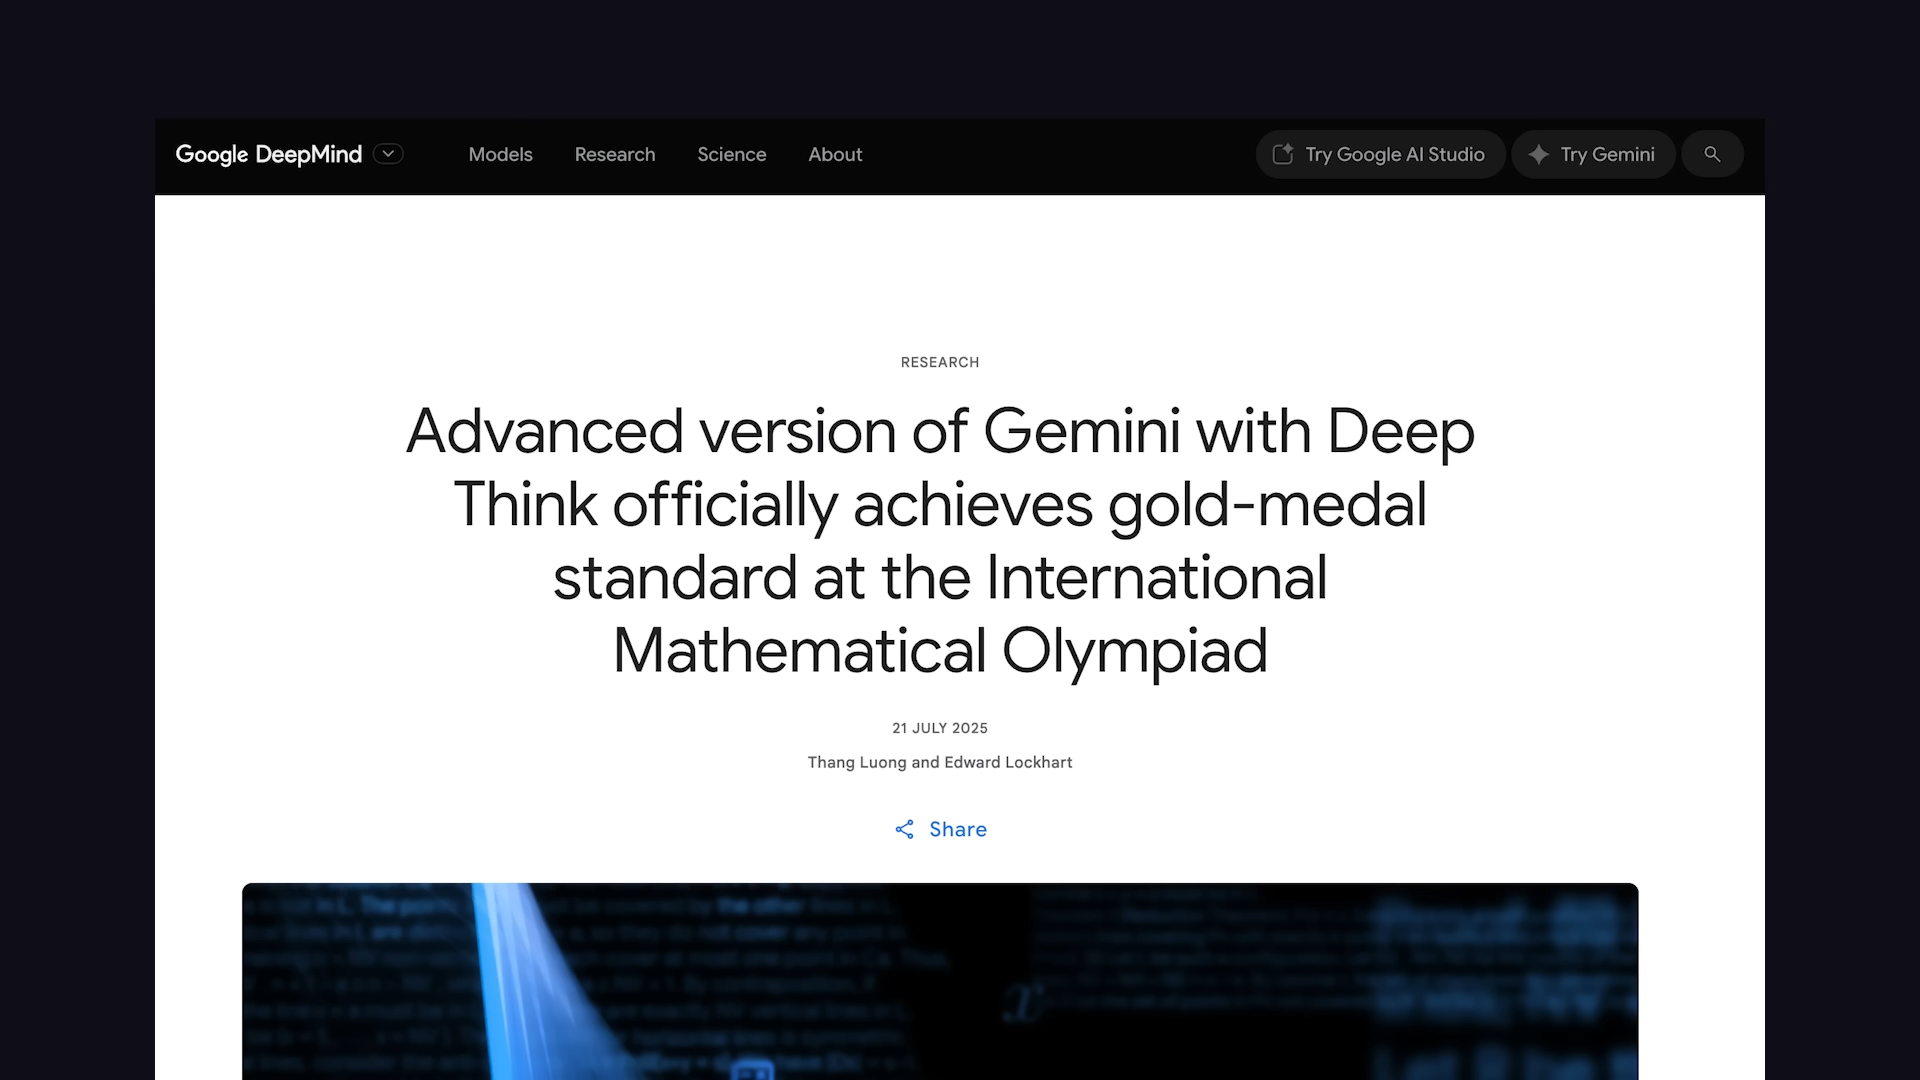 Google DeepMind
Models
Research
Science
About
Try Google AI Studio
Try Gemini
RESEARCH
Advanced version of Gemini with Deep
Think officially achieves gold-medal
standard at the International
Mathematical Olympiad
21 JULY 2025
Thang Luong and Edward Lockhart
Share